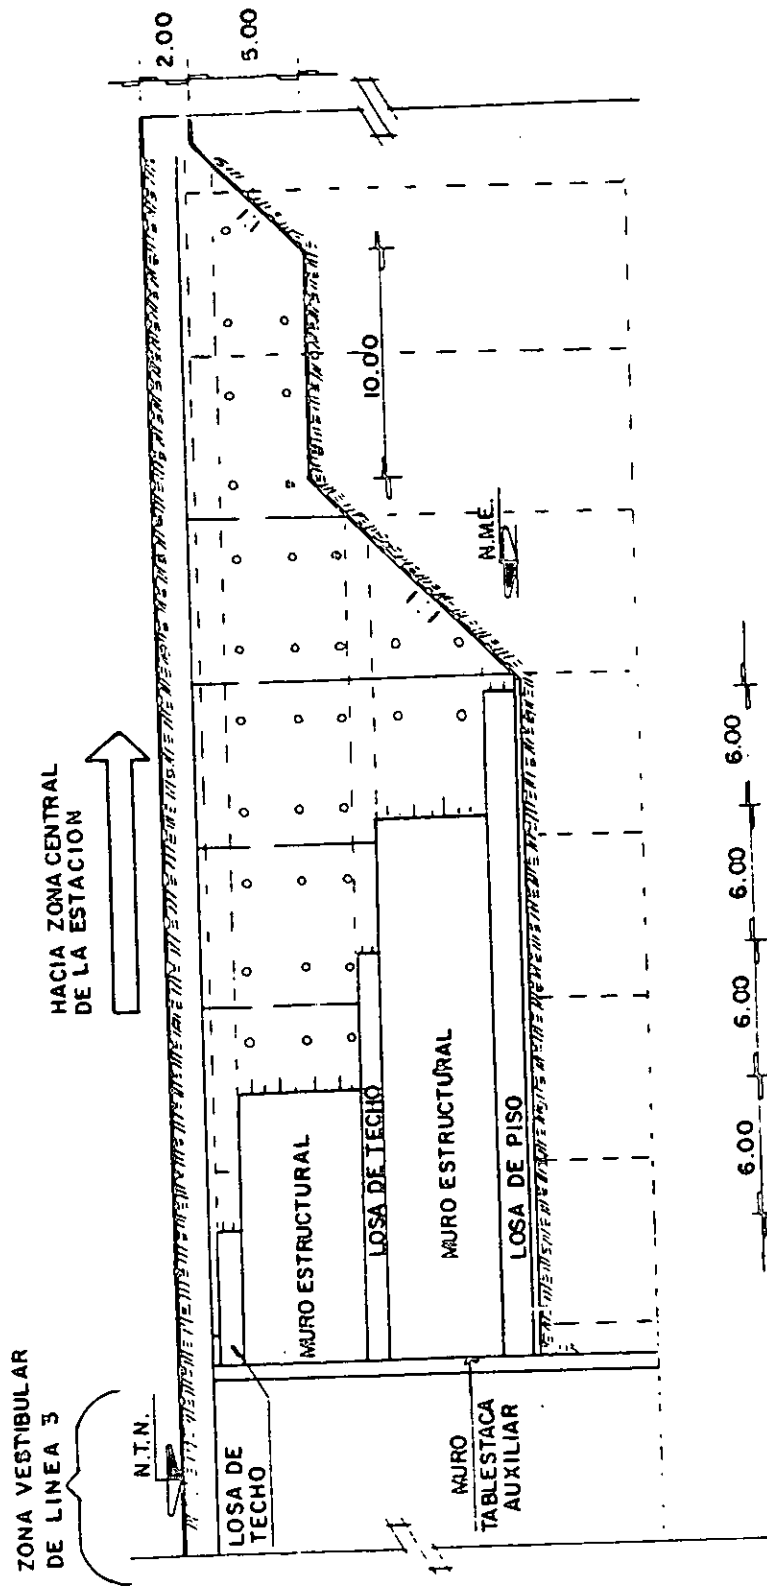 ZONA VESTIBULAR
DE LINEA 3
HACIA ZONA CENTRAL
DE LA ESTACION
N.T.N.
2.00
5.00
1:1
10.00
1:1
N.M.E.
LOSA DE
TECHO
MURO ESTRUCTURAL
LOSA DE TECHO
MURO ESTRUCTURAL
LOSA DE PISO
MURO
TABLESTACA
AUXILIAR
6.00
6.00
6.00
6.00